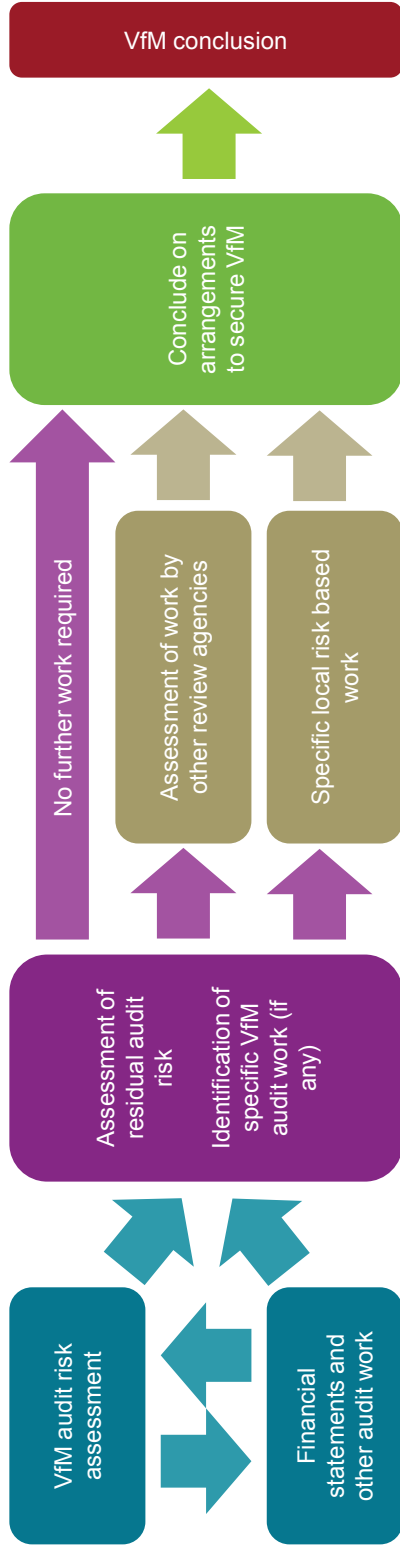 VfM audit risk
assessment
Financial
statements and
other audit work
Assessment of
residual audit
risk
Identification of
specific VfM
audit work (if
any)
No further work required
Assessment of work by
other review agencies
Specific local risk based
work
Conclude on
arrangements
to secure VfM
VfM conclusion